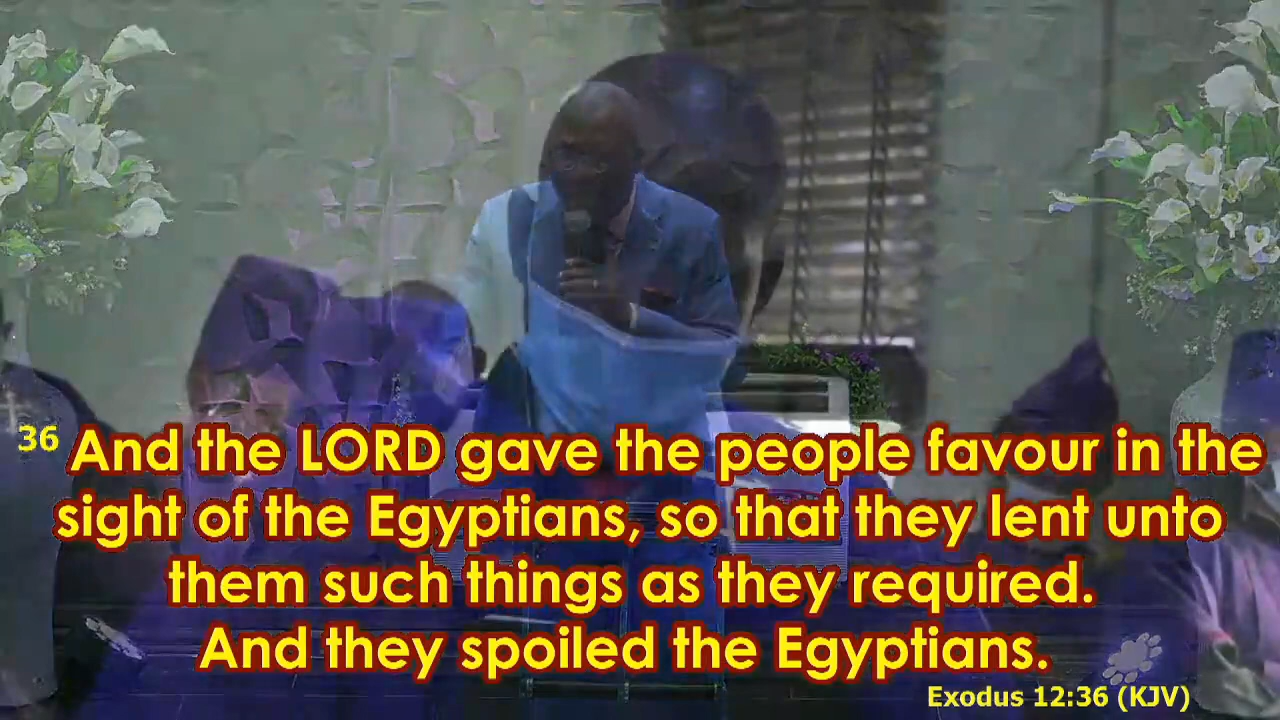 36 And the LORD gave the people favour in the
sight of the Egyptians, so that they lent unto
them such things as they required.
And they spoiled the Egyptians.
Exodus 12:36 (KJV)